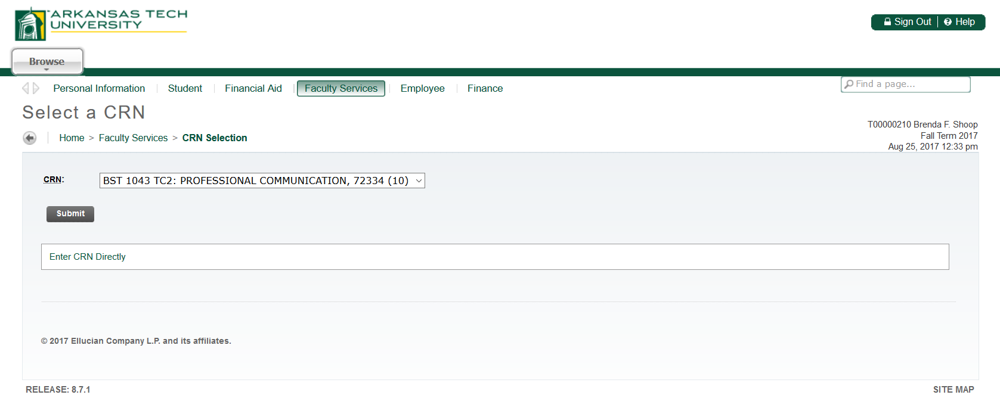 ARKANSAS TECH
UNIVERSITY
Sign Out
Help
Browse
Personal Information
Student
Financial Aid
Faculty Services
Employee
Finance
Find a page...
Select a CRN
T00000210 Brenda F. Shoop
Fall Term 2017
Aug 25, 2017 12:33 pm
Home > Faculty Services > CRN Selection
CRN:
BST 1043 TC2: PROFESSIONAL COMMUNICATION, 72334 (10)
Submit
Enter CRN Directly
© 2017 Ellucian Company L.P. and its affiliates.
RELEASE: 8.7.1
SITE MAP